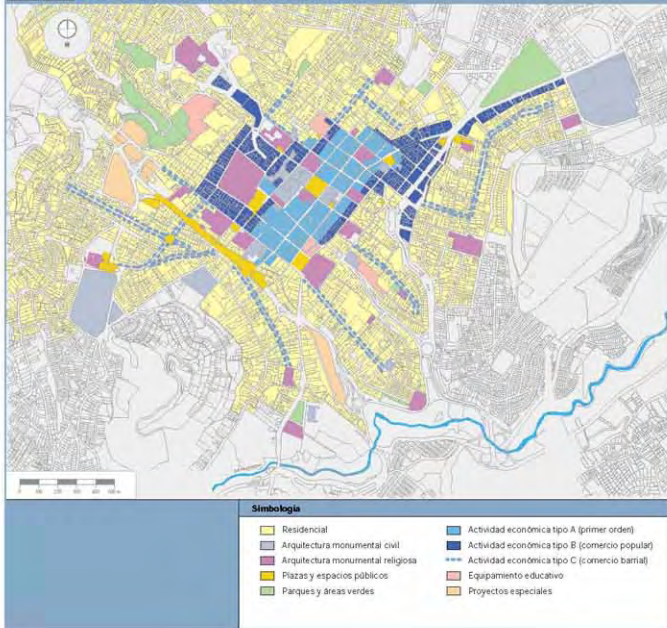 N
Simbología
Residencial
Arquitectura monumental civil
Arquitectura monumental religiosa
Plazas y espacios públicos
Parques y áreas verdes
Actividad económica tipo A (primer orden)
Actividad económica tipo B (comercio popular)
Actividad económica tipo C (comercio barrial)
Equipamiento educativo
Proyectos especiales